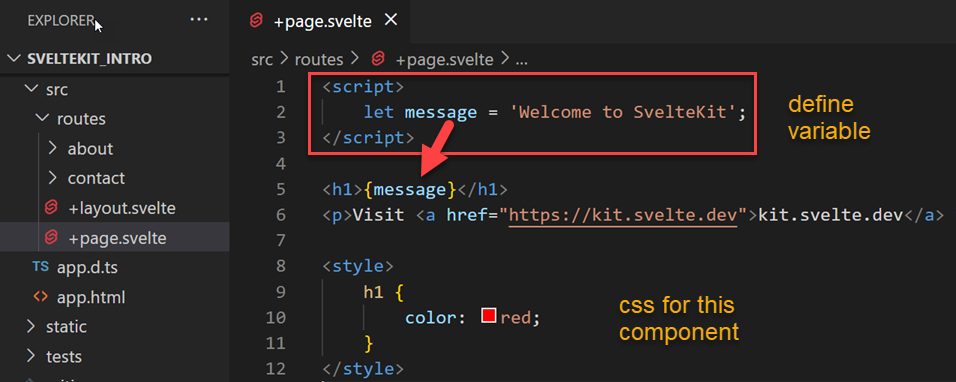 EXPLORER ...
SVELTEKIT_INTRO
src
routes
about
contact
+layout.svelte
+page.svelte
TS app.d.ts
<> app.html
static
tests
+page.svelte
src > routes > +page.svelte > ...
1 <script>
2 let message = 'Welcome to SvelteKit';
3 </script>
4
5 <h1>{message}</h1>
6 <p>Visit <a href="https://kit.svelte.dev">kit.svelte.dev</a>
7
8 <style>
9 h1 {
10 color: red;
11 }
12 </style>
define
variable
css for this
component